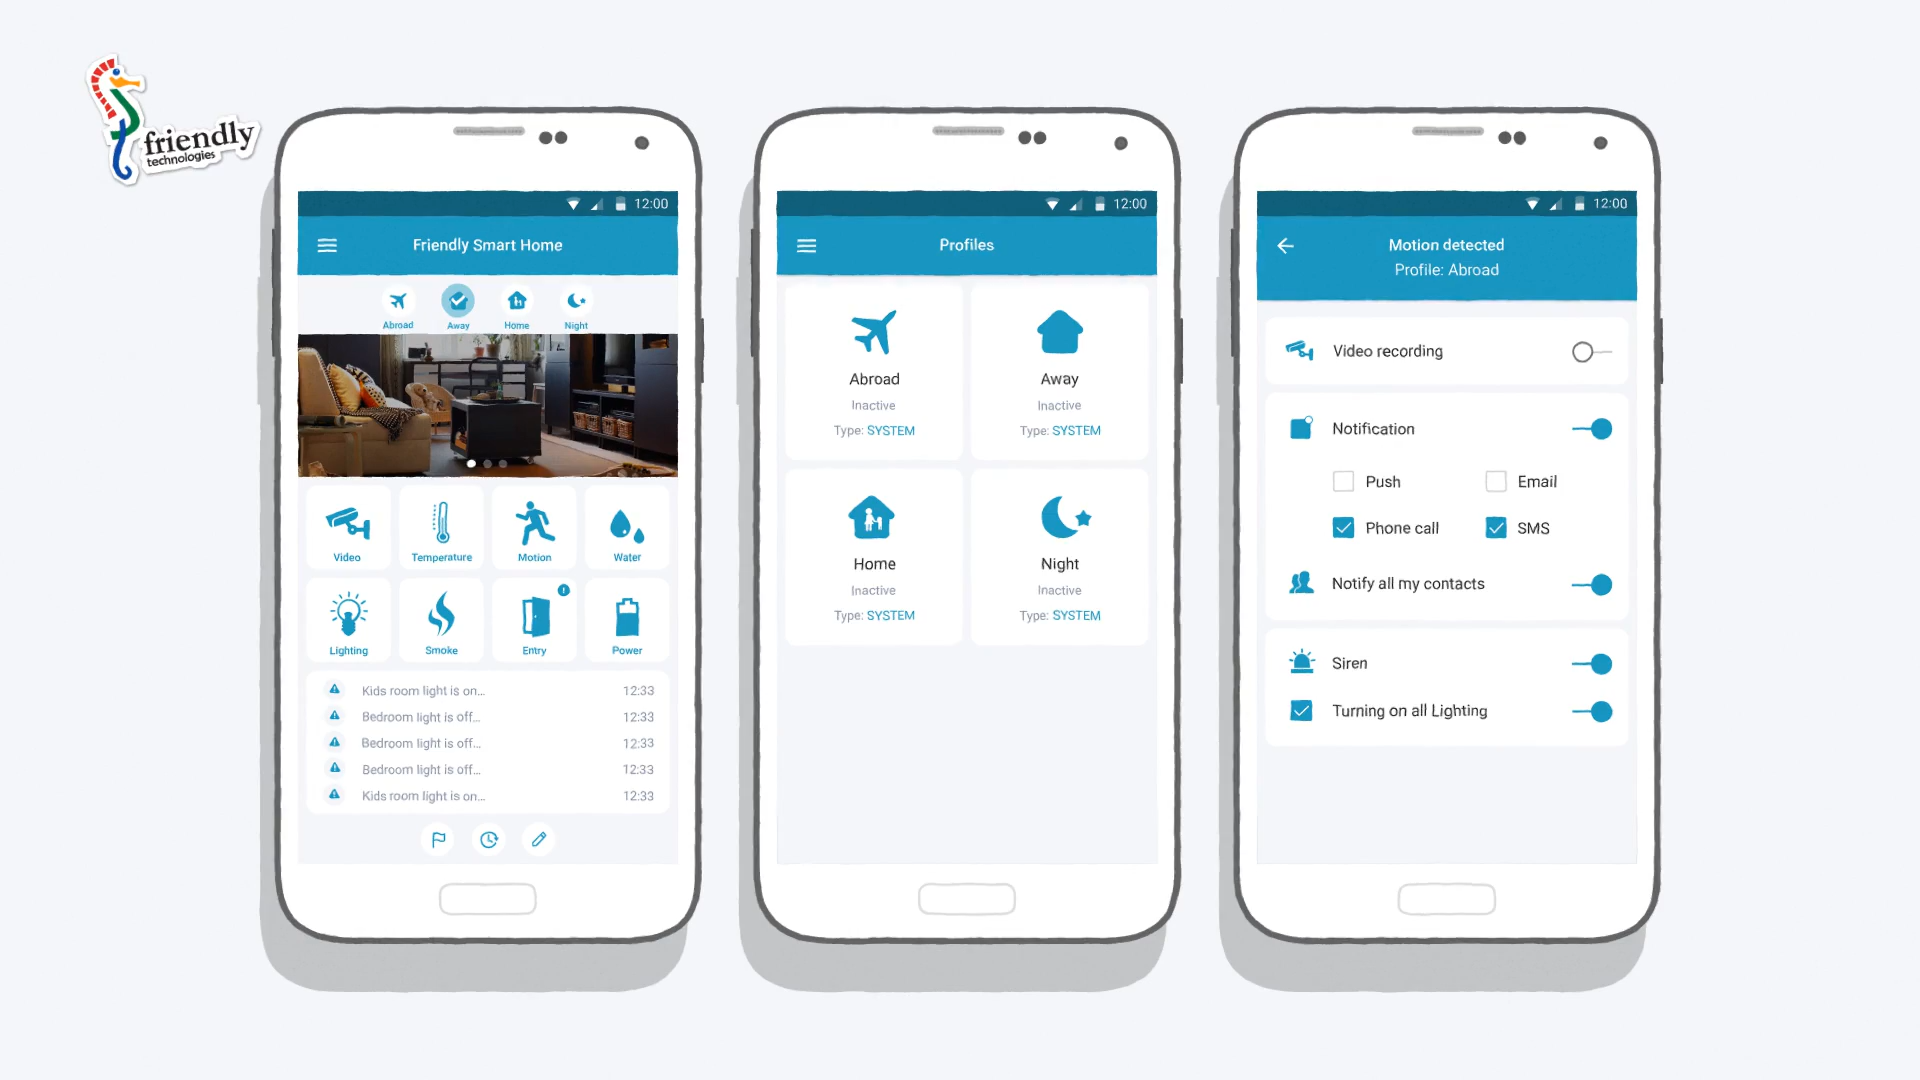 friendly
technologies
12:00
Friendly Smart Home
Abroad Away Home Night
Video Temperature Motion Water
Lighting Smoke Entry Power
Kids room light is on... 12:33
Bedroom light is off... 12:33
Bedroom light is off... 12:33
Bedroom light is off... 12:33
Kids room light is on... 12:33
12:00
Profiles
Abroad
Inactive
Type: SYSTEM
Away
Inactive
Type: SYSTEM
Home
Inactive
Type: SYSTEM
Night
Inactive
Type: SYSTEM
12:00
Motion detected
Profile: Abroad
Video recording
Notification
Push Email
Phone call SMS
Notify all my contacts
Siren
Turning on all Lighting